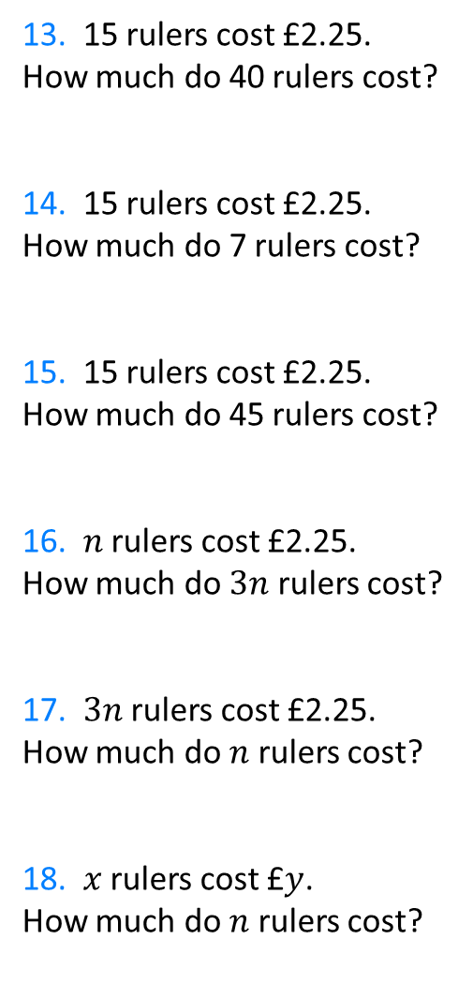 13. 15 rulers cost £2.25.
How much do 40 rulers cost?
14. 15 rulers cost £2.25.
How much do 7 rulers cost?
15. 15 rulers cost £2.25.
How much do 45 rulers cost?
16. n rulers cost £2.25.
How much do 3n rulers cost?
17. 3n rulers cost £2.25.
How much do n rulers cost?
18. x rulers cost £y.
How much do n rulers cost?